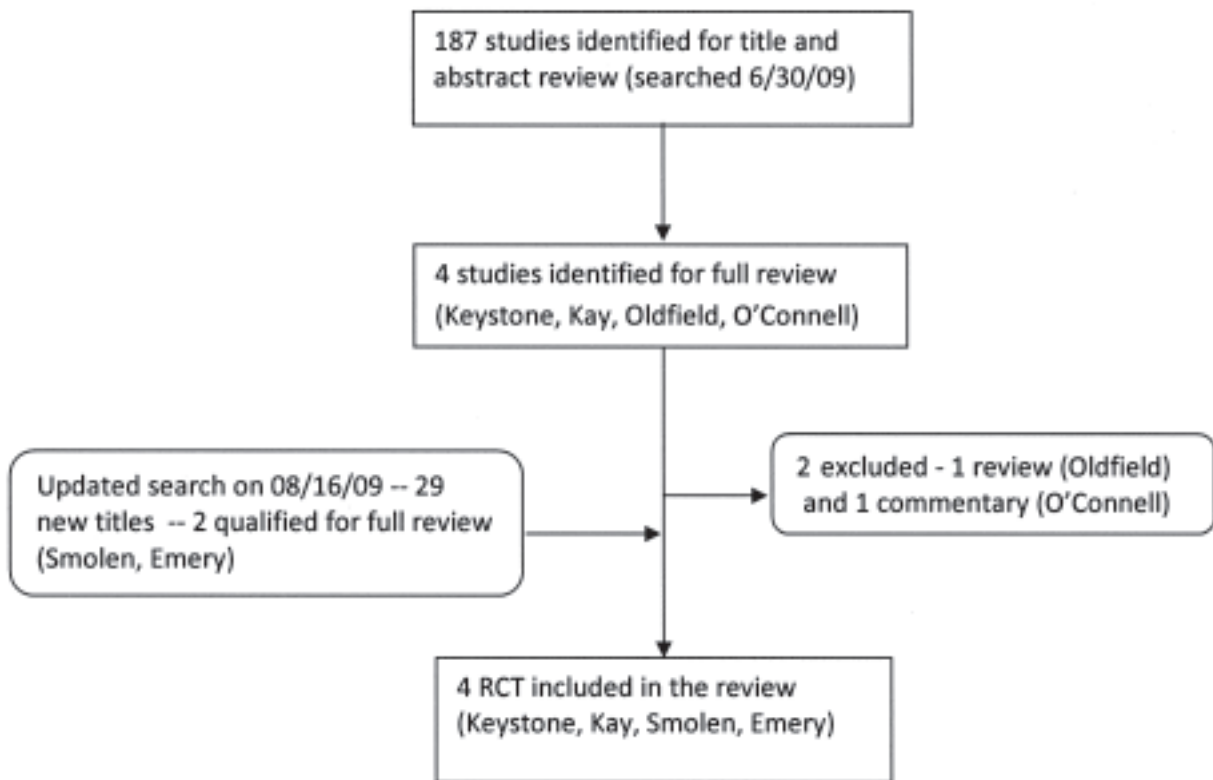 187 studies identified for title and
abstract review (searched 6/30/09)
4 studies identified for full review
(Keystone, Kay, Oldfield, O'Connell)
2 excluded - 1 review (Oldfield)
and 1 commentary (O'Connell)
Updated search on 08/16/09 -- 29
new titles -- 2 qualified for full review
(Smolen, Emery)
4 RCT included in the review
(Keystone, Kay, Smolen, Emery)